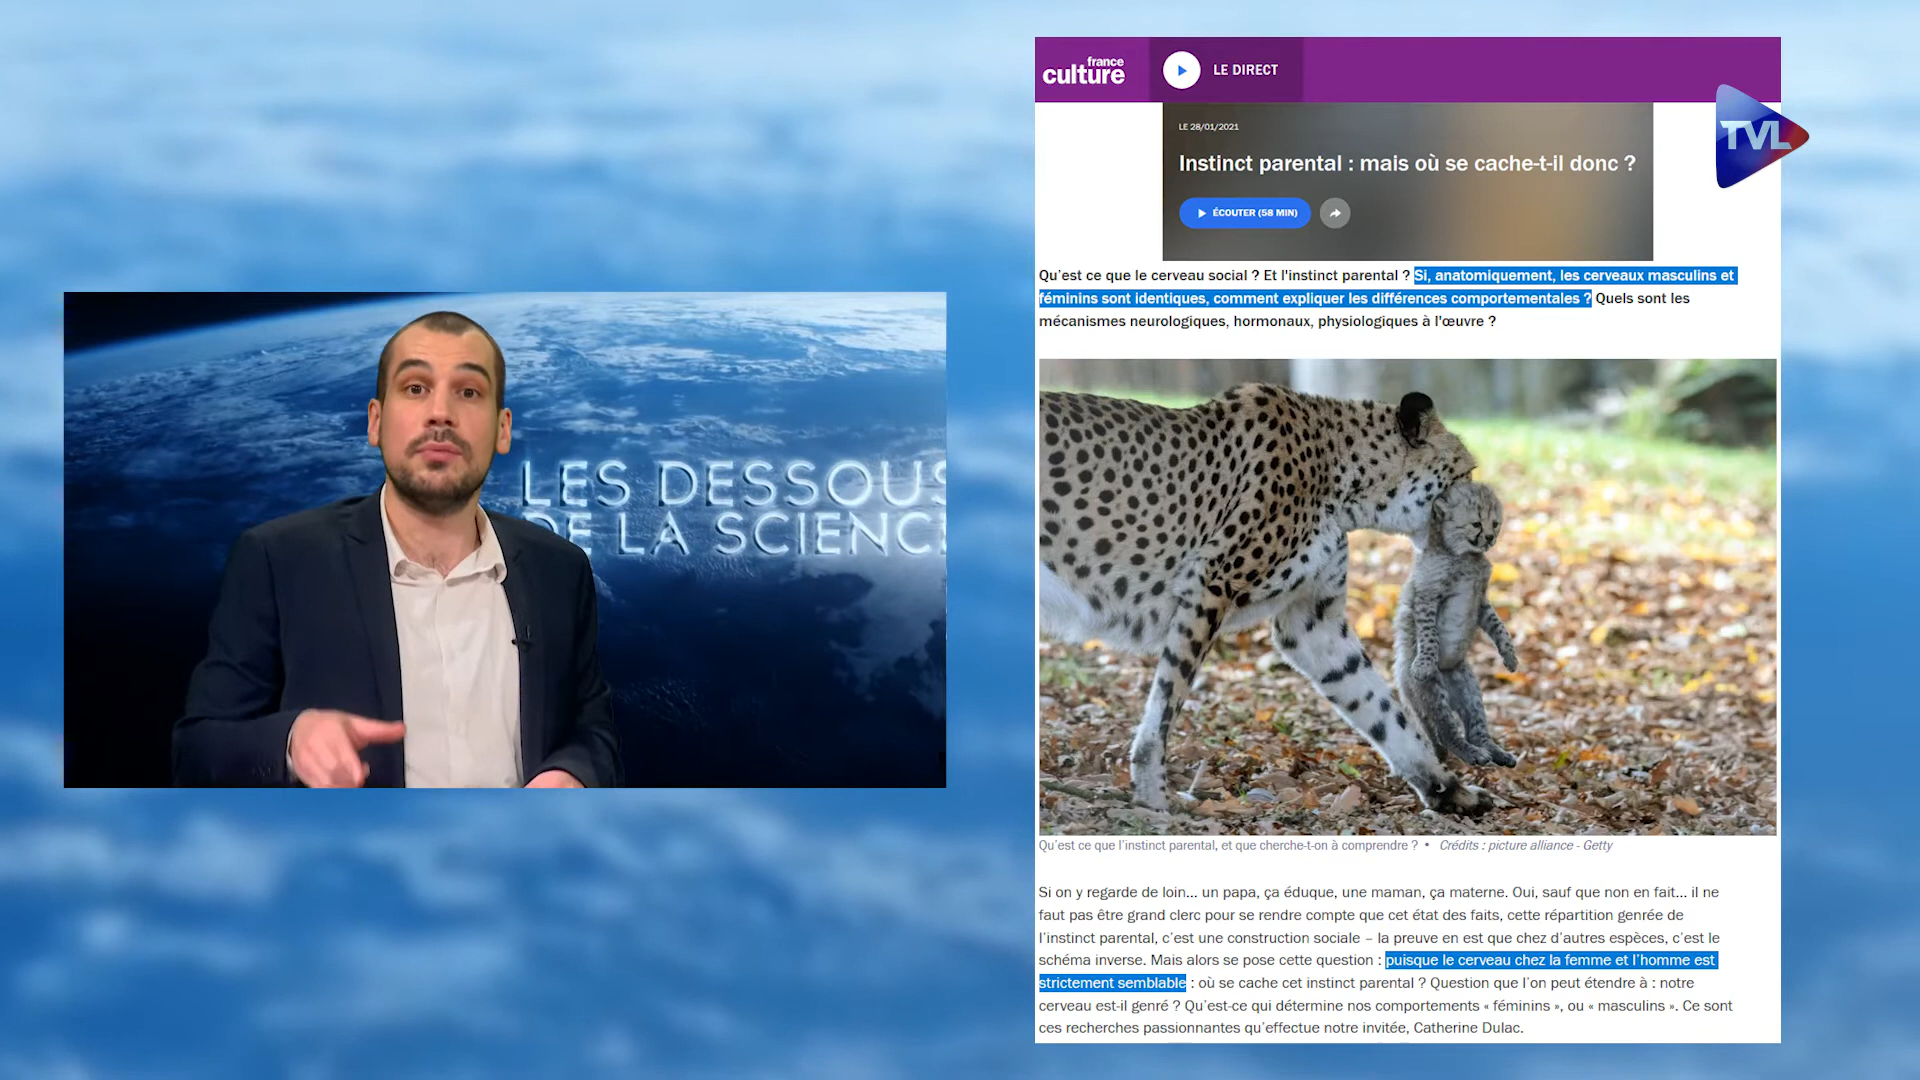 france
culture
LE DIRECT
TVL
LE 28/01/2021
Instinct parental : mais où se cache-t-il donc ?
ÉCOUTER (58 MIN)
Qu'est ce que le cerveau social ? Et l'instinct parental ? Si, anatomiquement, les cerveaux masculins et
féminins sont identiques, comment expliquer les différences comportementales ? Quels sont les
mécanismes neurologiques, hormonaux, physiologiques à l'œuvre ?
LES DESSOUS
DE LA SCIENC
Qu'est ce que l'instinct parental, et que cherche-t-on à comprendre ? • Crédits : picture alliance - Getty
Si on y regarde de loin... un papa, ça éduque, une maman, ça materne. Oui, sauf que non en fait... il ne
faut pas être grand clerc pour se rendre compte que cet état des faits, cette répartition genrée de
l'instinct parental, c'est une construction sociale – la preuve en est que chez d'autres espèces, c'est le
schéma inverse. Mais alors se pose cette question : puisque le cerveau chez la femme et l'homme est
strictement semblable : où se cache cet instinct parental ? Question que l'on peut étendre à : notre
cerveau est-il genré ? Qu'est-ce qui détermine nos comportements « féminins », ou « masculins ». Ce sont
ces recherches passionnantes qu'effectue notre invitée, Catherine Dulac.